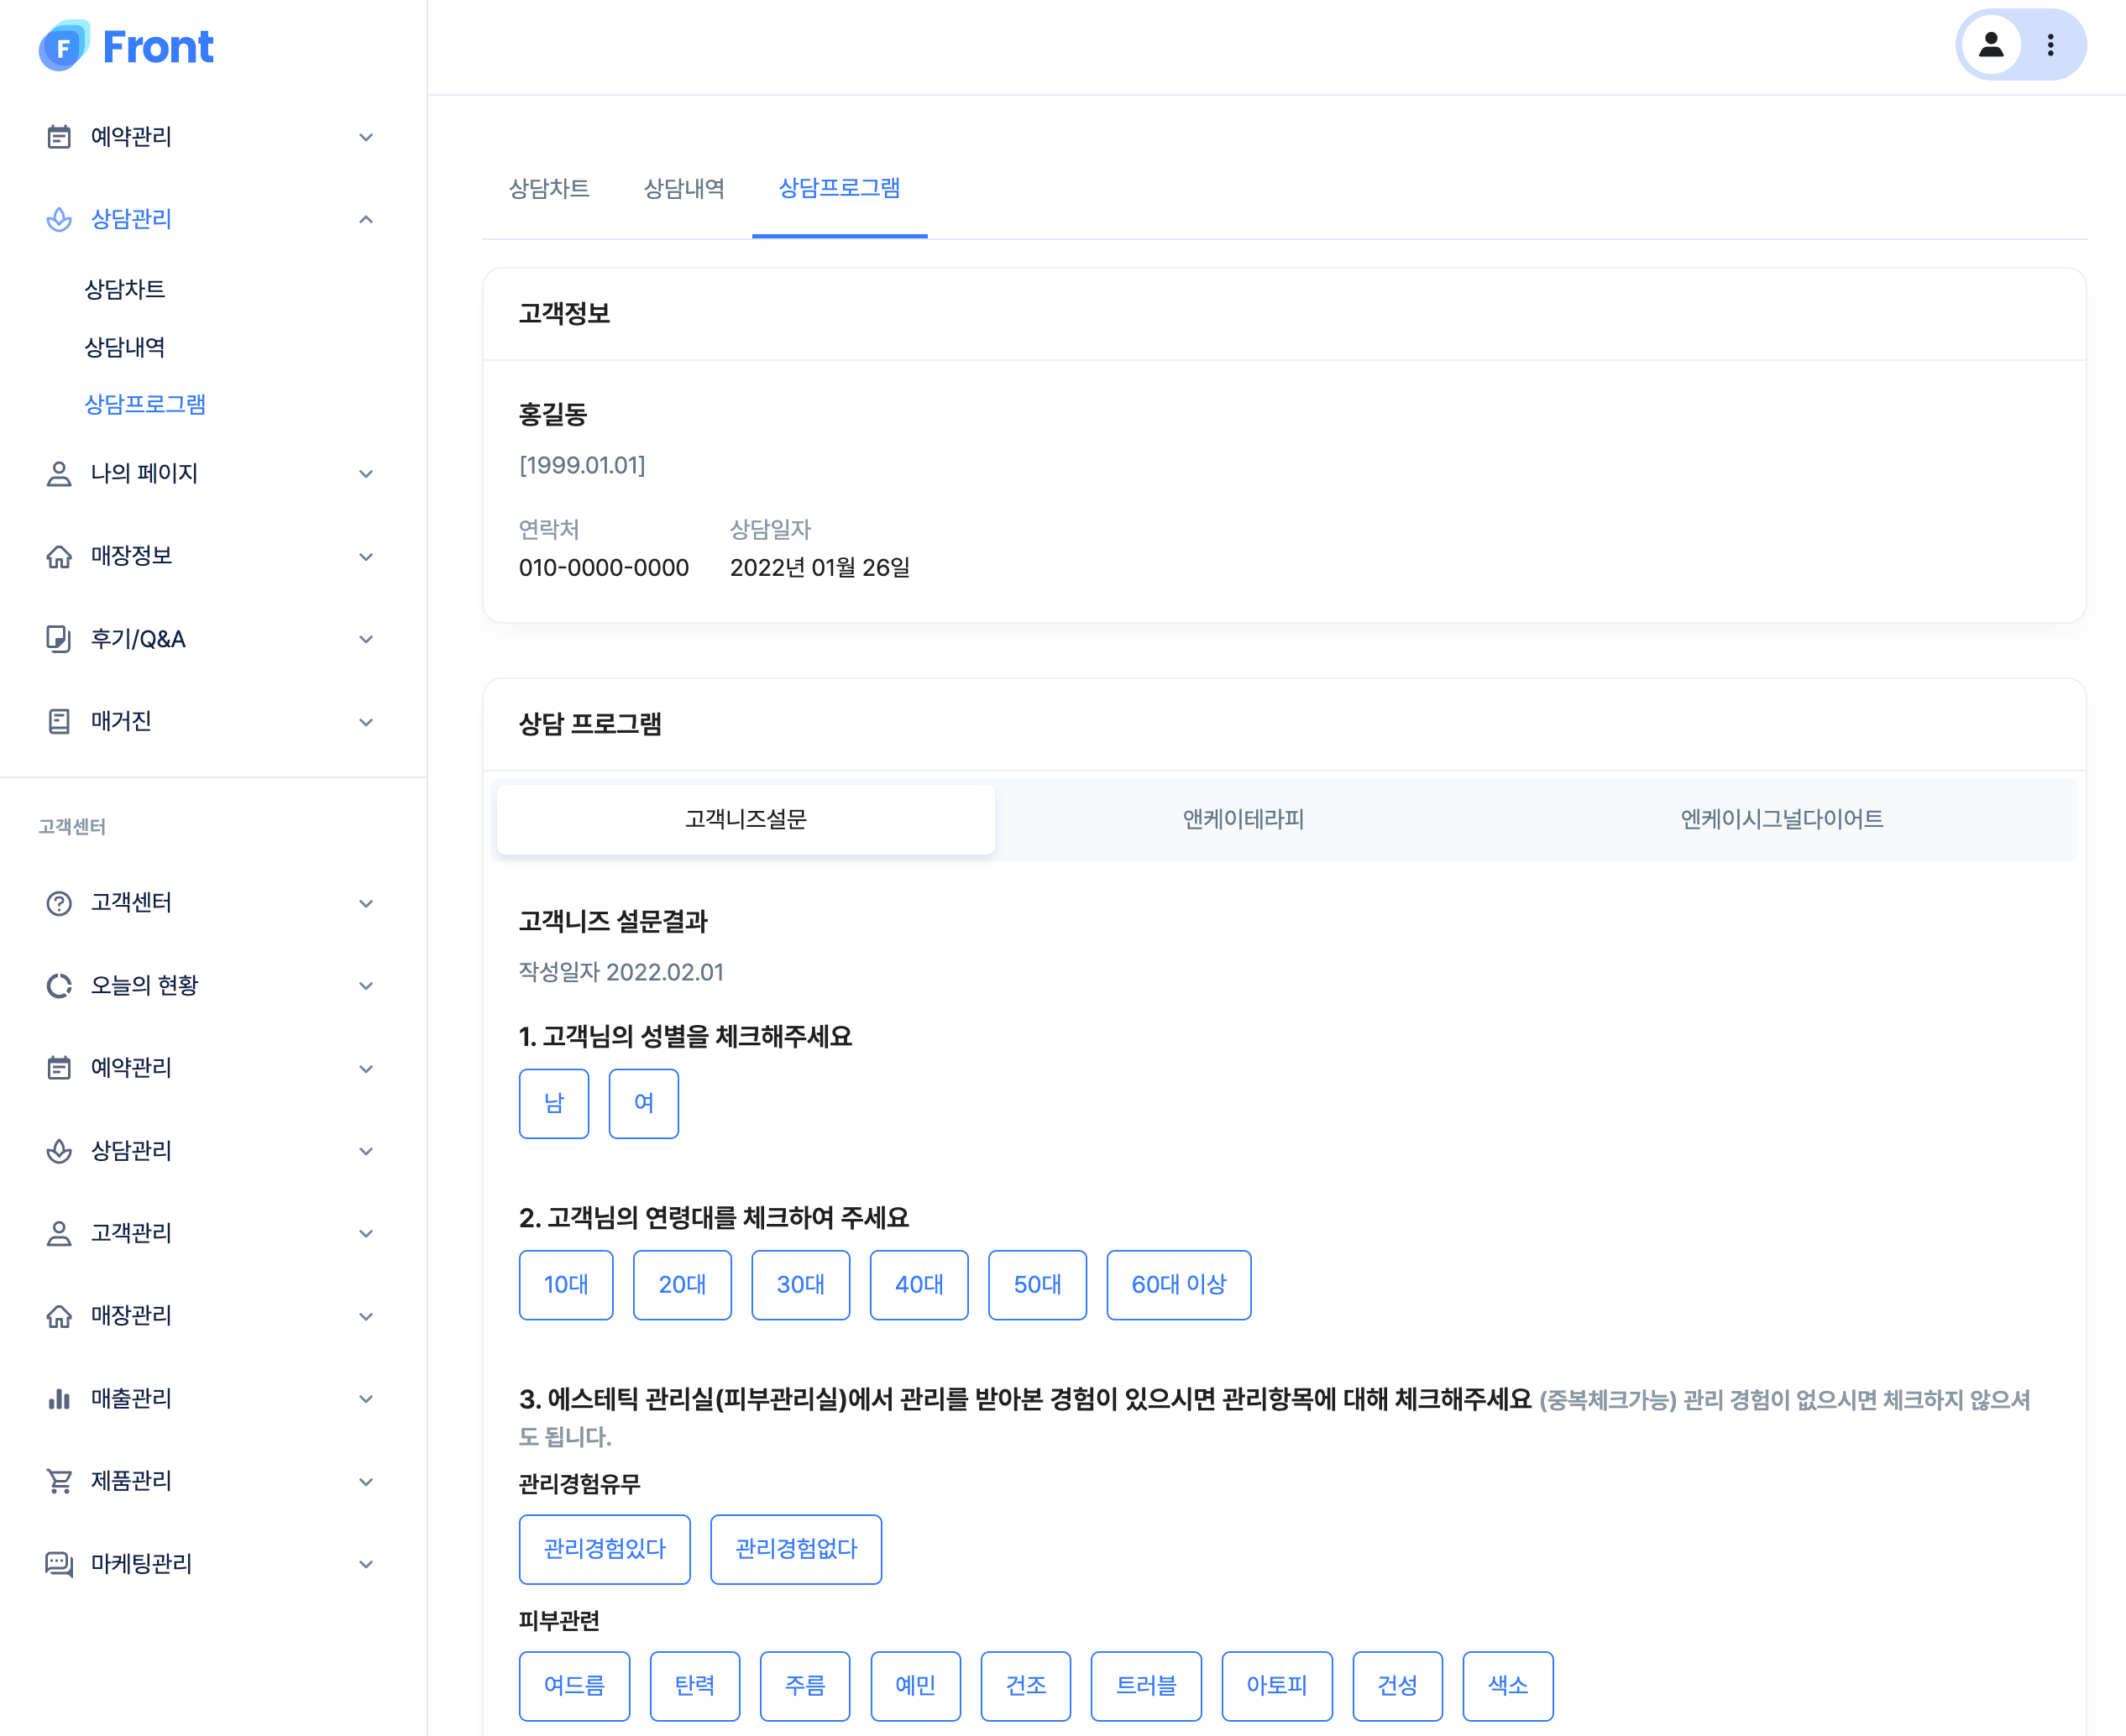 F Front
예약관리
상담관리
상담차트
상담내역
상담프로그램
나의 페이지
매장정보
후기/Q&A
매거진
고객센터
고객센터
오늘의 현황
예약관리
상담관리
고객관리
매장관리
매출관리
제품관리
마케팅관리
상담차트 상담내역 상담프로그램
고객정보
홍길동
[1999.01.01]
연락처 상담일자
010-0000-0000 2022년 01월 26일
상담 프로그램
고객니즈설문 앤케이테라피 엔케이시그널다이어트
고객니즈 설문결과
작성일자 2022.02.01
1. 고객님의 성별을 체크해주세요
남 여
2. 고객님의 연령대를 체크하여 주세요
10대 20대 30대 40대 50대 60대 이상
3. 에스테틱 관리실(피부관리실)에서 관리를 받아본 경험이 있으시면 관리항목에 대해 체크해주세요 (중복체크가능) 관리 경험이 없으시면 체크하지 않으셔
도 됩니다.
관리경험유무
관리경험있다 관리경험없다
피부관련
여드름 탄력 주름 예민 건조 트러블 아토피 건성 색소